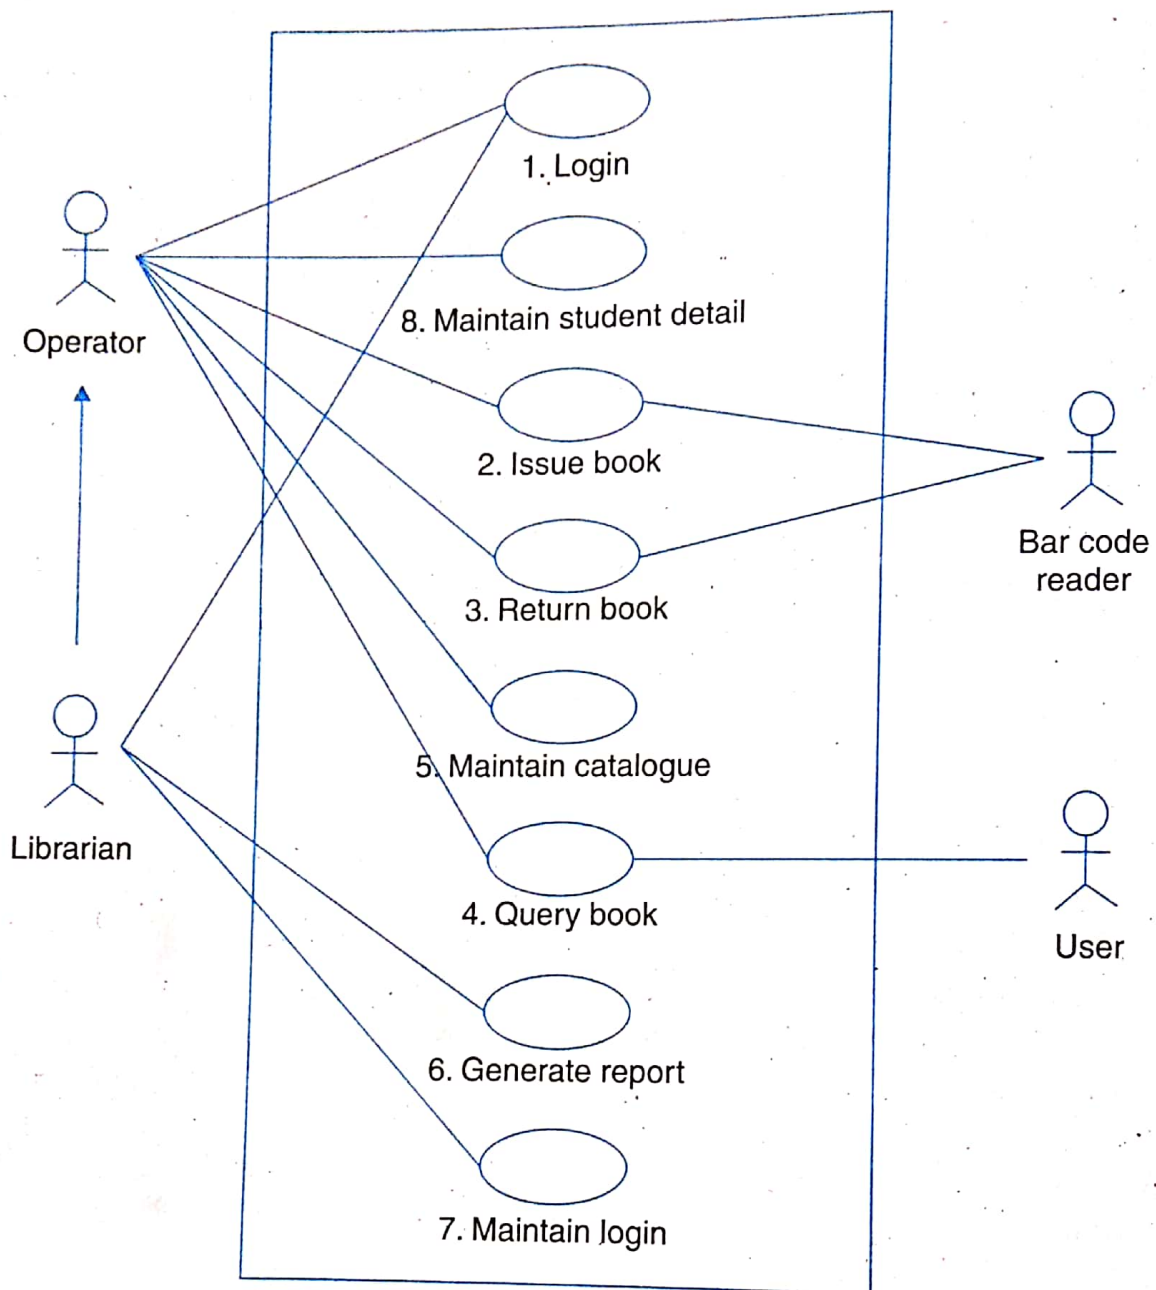 1. Login
8. Maintain student detail
Operator
2. Issue book
Bar code
reader
3. Return book
5. Maintain catalogue
Librarian
4. Query book
User
6. Generate report
7. Maintain login